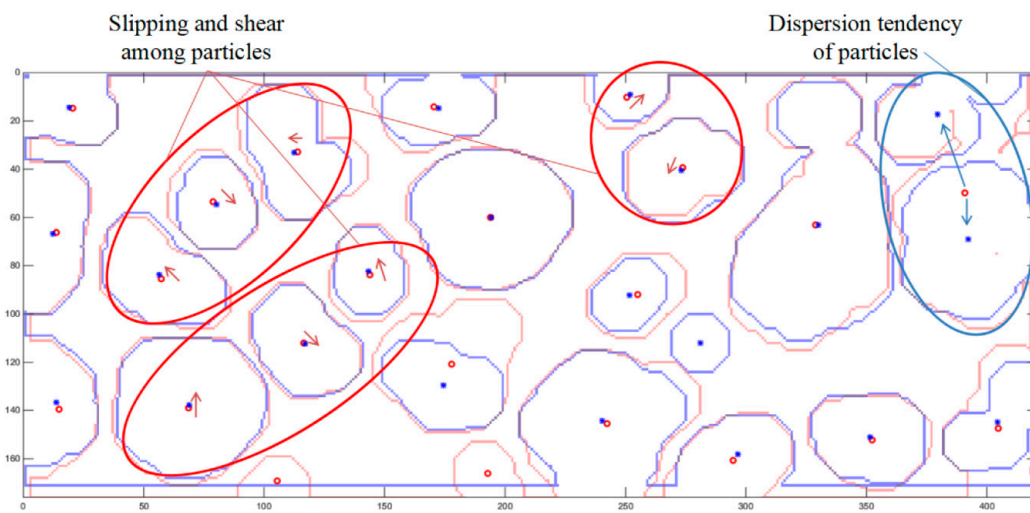 Slipping and shear
among particles
Dispersion tendency
of particles
0
20
40
60
80
100
120
140
160
0 50 100 150 200 250 300 350 400